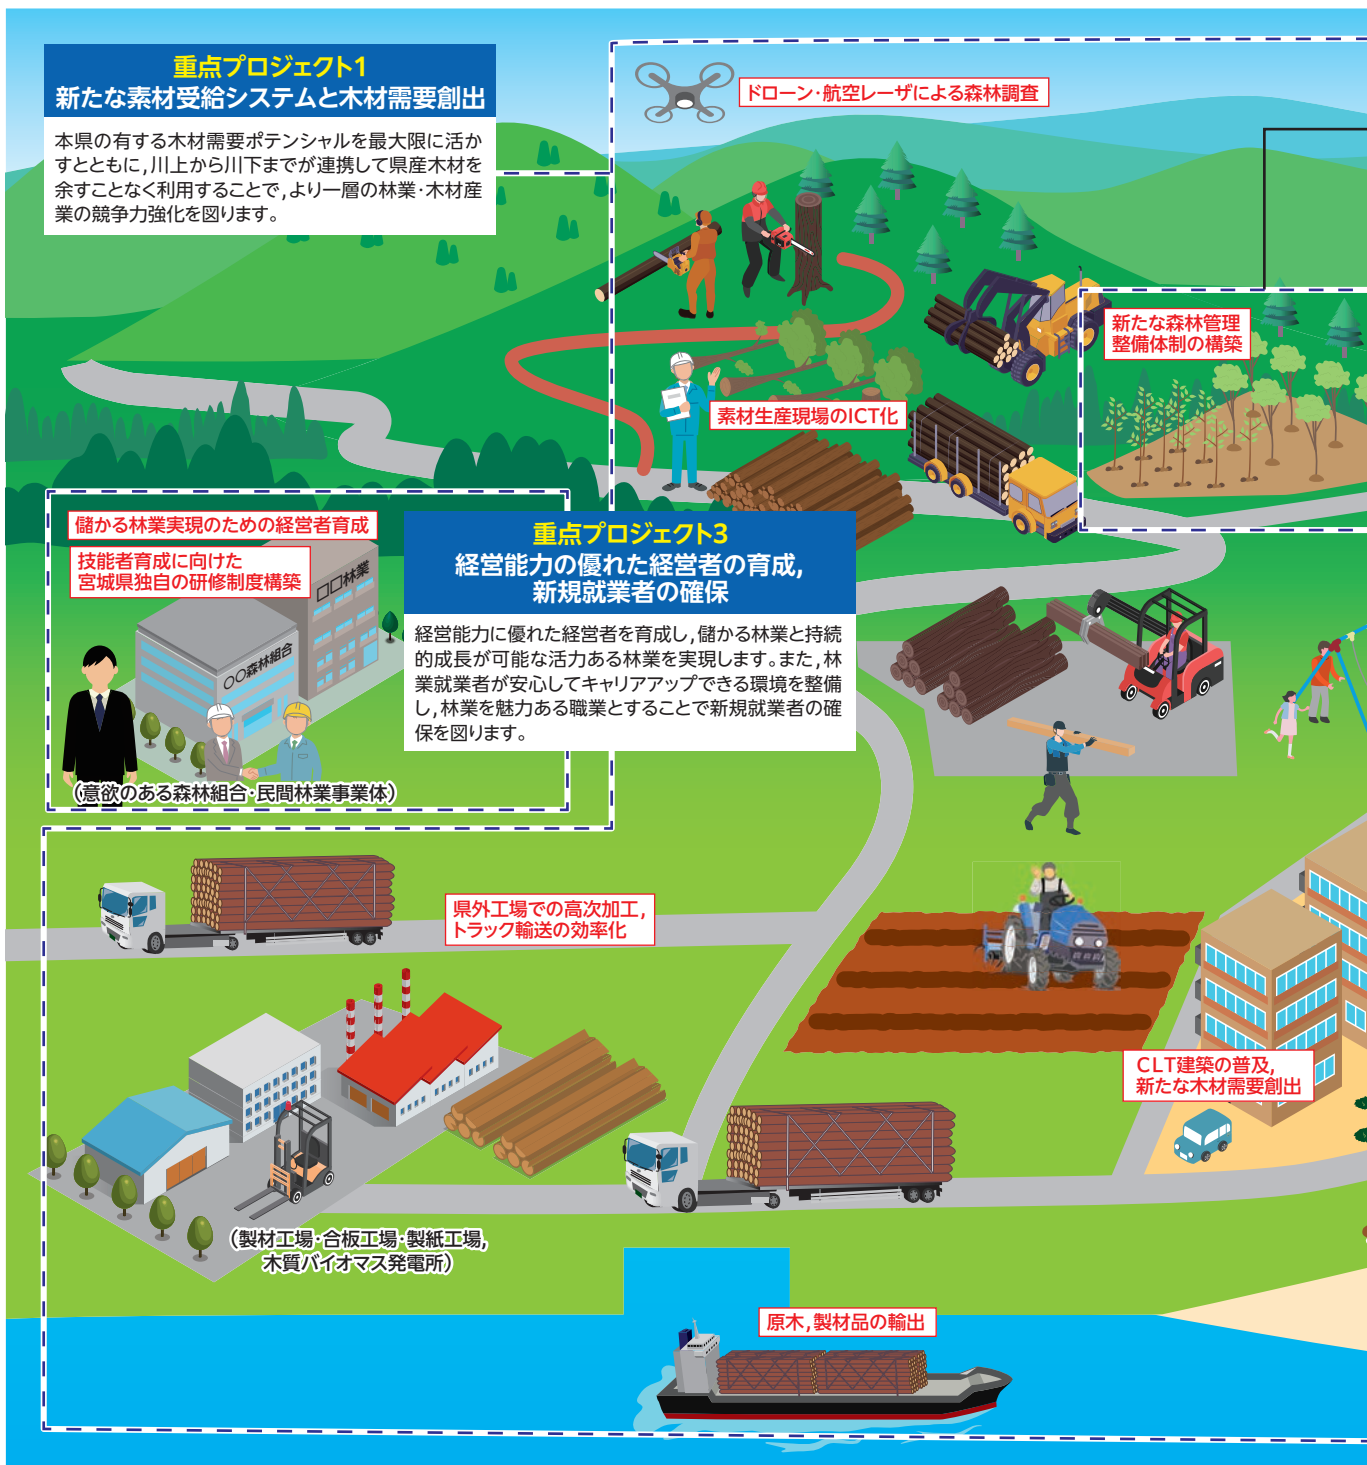 重点プロジェクト1
新たな素材受給システムと木材需要創出
本県の有する木材需要ポテンシャルを最大限に活か
すとともに,川上から川下までが連携して県産木材を
余すことなく利用することで,より一層の林業・木材産
業の競争力強化を図ります。
ドローン・航空レーザによる森林調査
新たな森林管理
整備体制の構築
素材生産現場のICT化
儲かる林業実現のための経営者育成
技能者育成に向けた
宮城県独自の研修制度構築
□□林業
○○森林組合
(意欲のある森林組合・民間林業事業体)
重点プロジェクト3
経営能力の優れた経営者の育成,
新規就業者の確保
経営能力に優れた経営者を育成し,儲かる林業と持続
的成長が可能な活力ある林業を実現します。また,林
業就業者が安心してキャリアアップできる環境を整備
し,林業を魅力ある職業とすることで新規就業者の確
保を図ります。
県外工場での高次加工,
トラック輸送の効率化
CLT建築の普及,
新たな木材需要創出
(製材工場・合板工場・製紙工場,
木質バイオマス発電所)
原木,製材品の輸出